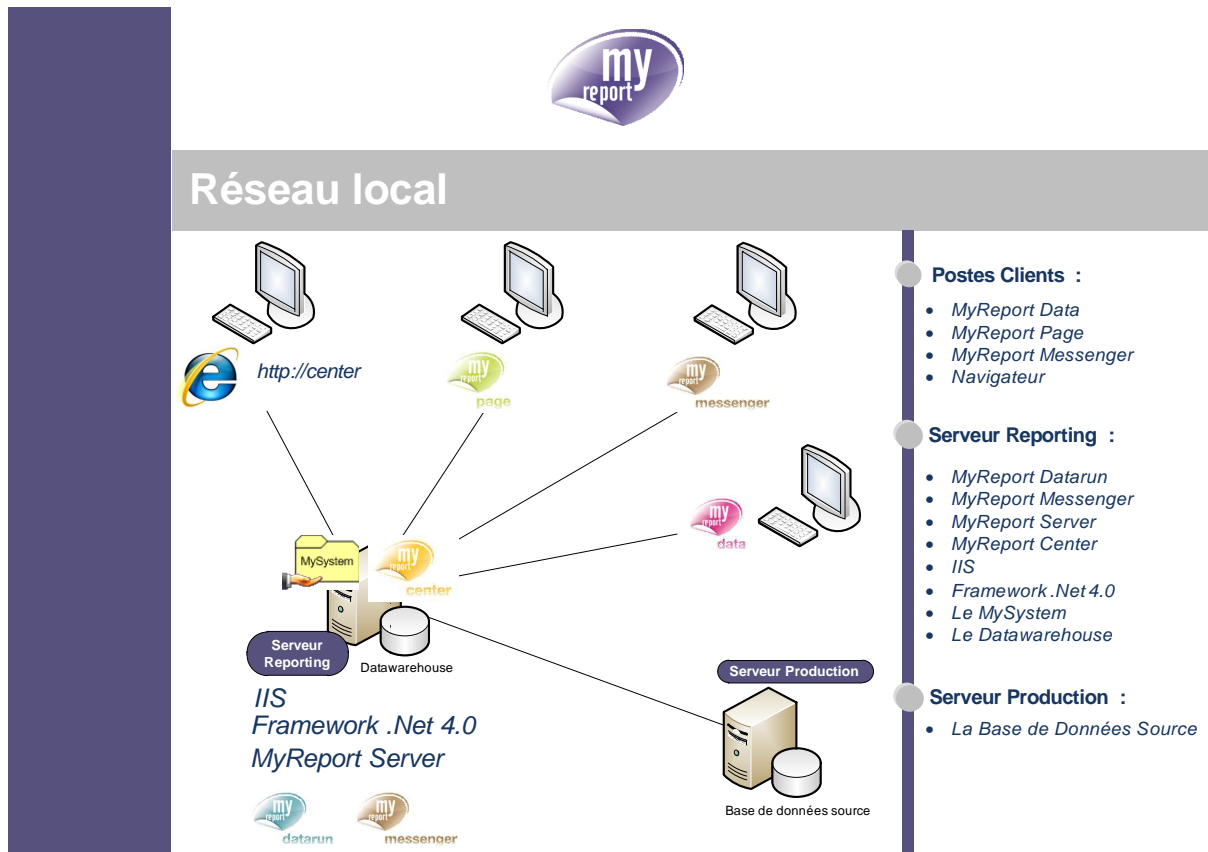 my
report
Réseau local
http://center
my
report
page
my
report
messenger
my
report
data
MySystem
my
center
Serveur
Reporting
Datawarehouse
IIS
Framework .Net 4.0
MyReport Server
my
report
datarun
my
report
messenger
Serveur Production
Base de données source
Postes Clients :
• MyReport Data
• MyReport Page
• MyReport Messenger
• Navigateur
Serveur Reporting :
• MyReport Datarun
• MyReport Messenger
• MyReport Server
• MyReport Center
• IIS
• Framework .Net 4.0
• Le MySystem
• Le Datawarehouse
Serveur Production :
• La Base de Données Source